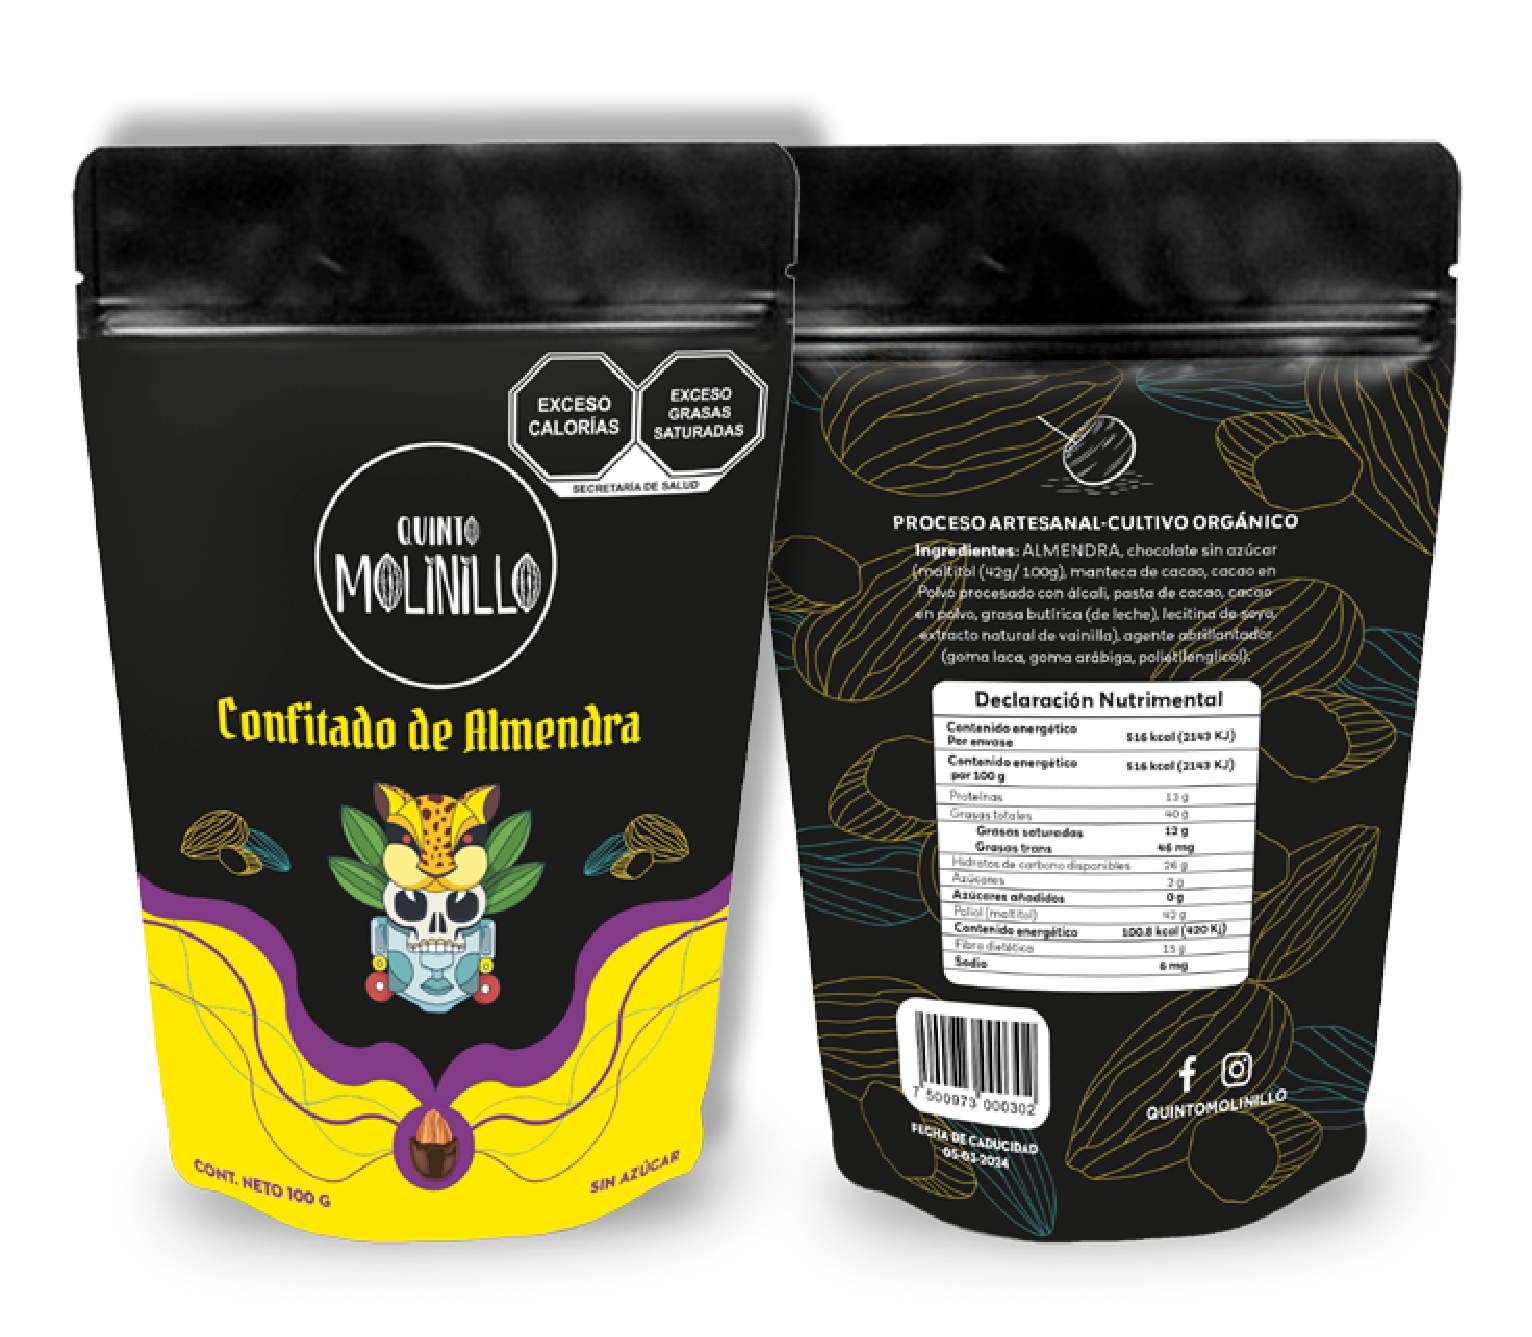 EXCESO
CALORÍAS
EXCESO
GRASAS
SATURADAS
SECRETARÍA DE SALUD
QUINTO
MOLiNiLLO
Confitado de Almendra
CONT. NETO 100 G
SIN AZÚCAR
PROCESO ARTESANAL-CULTIVO ORGÁNICO
Ingredientes: ALMENDRA, chocolate sin azúcar
(maltitol (42g/ 100g), manteca de cacao, cacao en
Polvo procesado con álcali, pasta de cacao, cacao
en polvo, grasa butírica (de leche), lecitina de soya,
extracto natural de vainilla), agente abrillantador
(goma laca, goma arábiga, polietilenglicol).
Declaración Nutrimental
Contenido energético
Por envase 516 kcal (2143 KJ)
Contenido energético
por 100 g 516 kcal (2143 KJ)
Proteínas 13 g
Grasas totales 40 g
Grasas saturadas 12 g
Grasas trans 46 mg
Hidratos de carbono disponibles 26 g
Azúcares 2 g
Azúcares añadidos 0 g
Poliol (maltitol) 42 g
Contenido energético 100.8 kcal (420 Kj)
Fibra dietética 15 g
Sodio 6 mg
7 500973 000302
QUINTOMOLINILLO
FECHA DE CADUCIDAD
05-03-2024